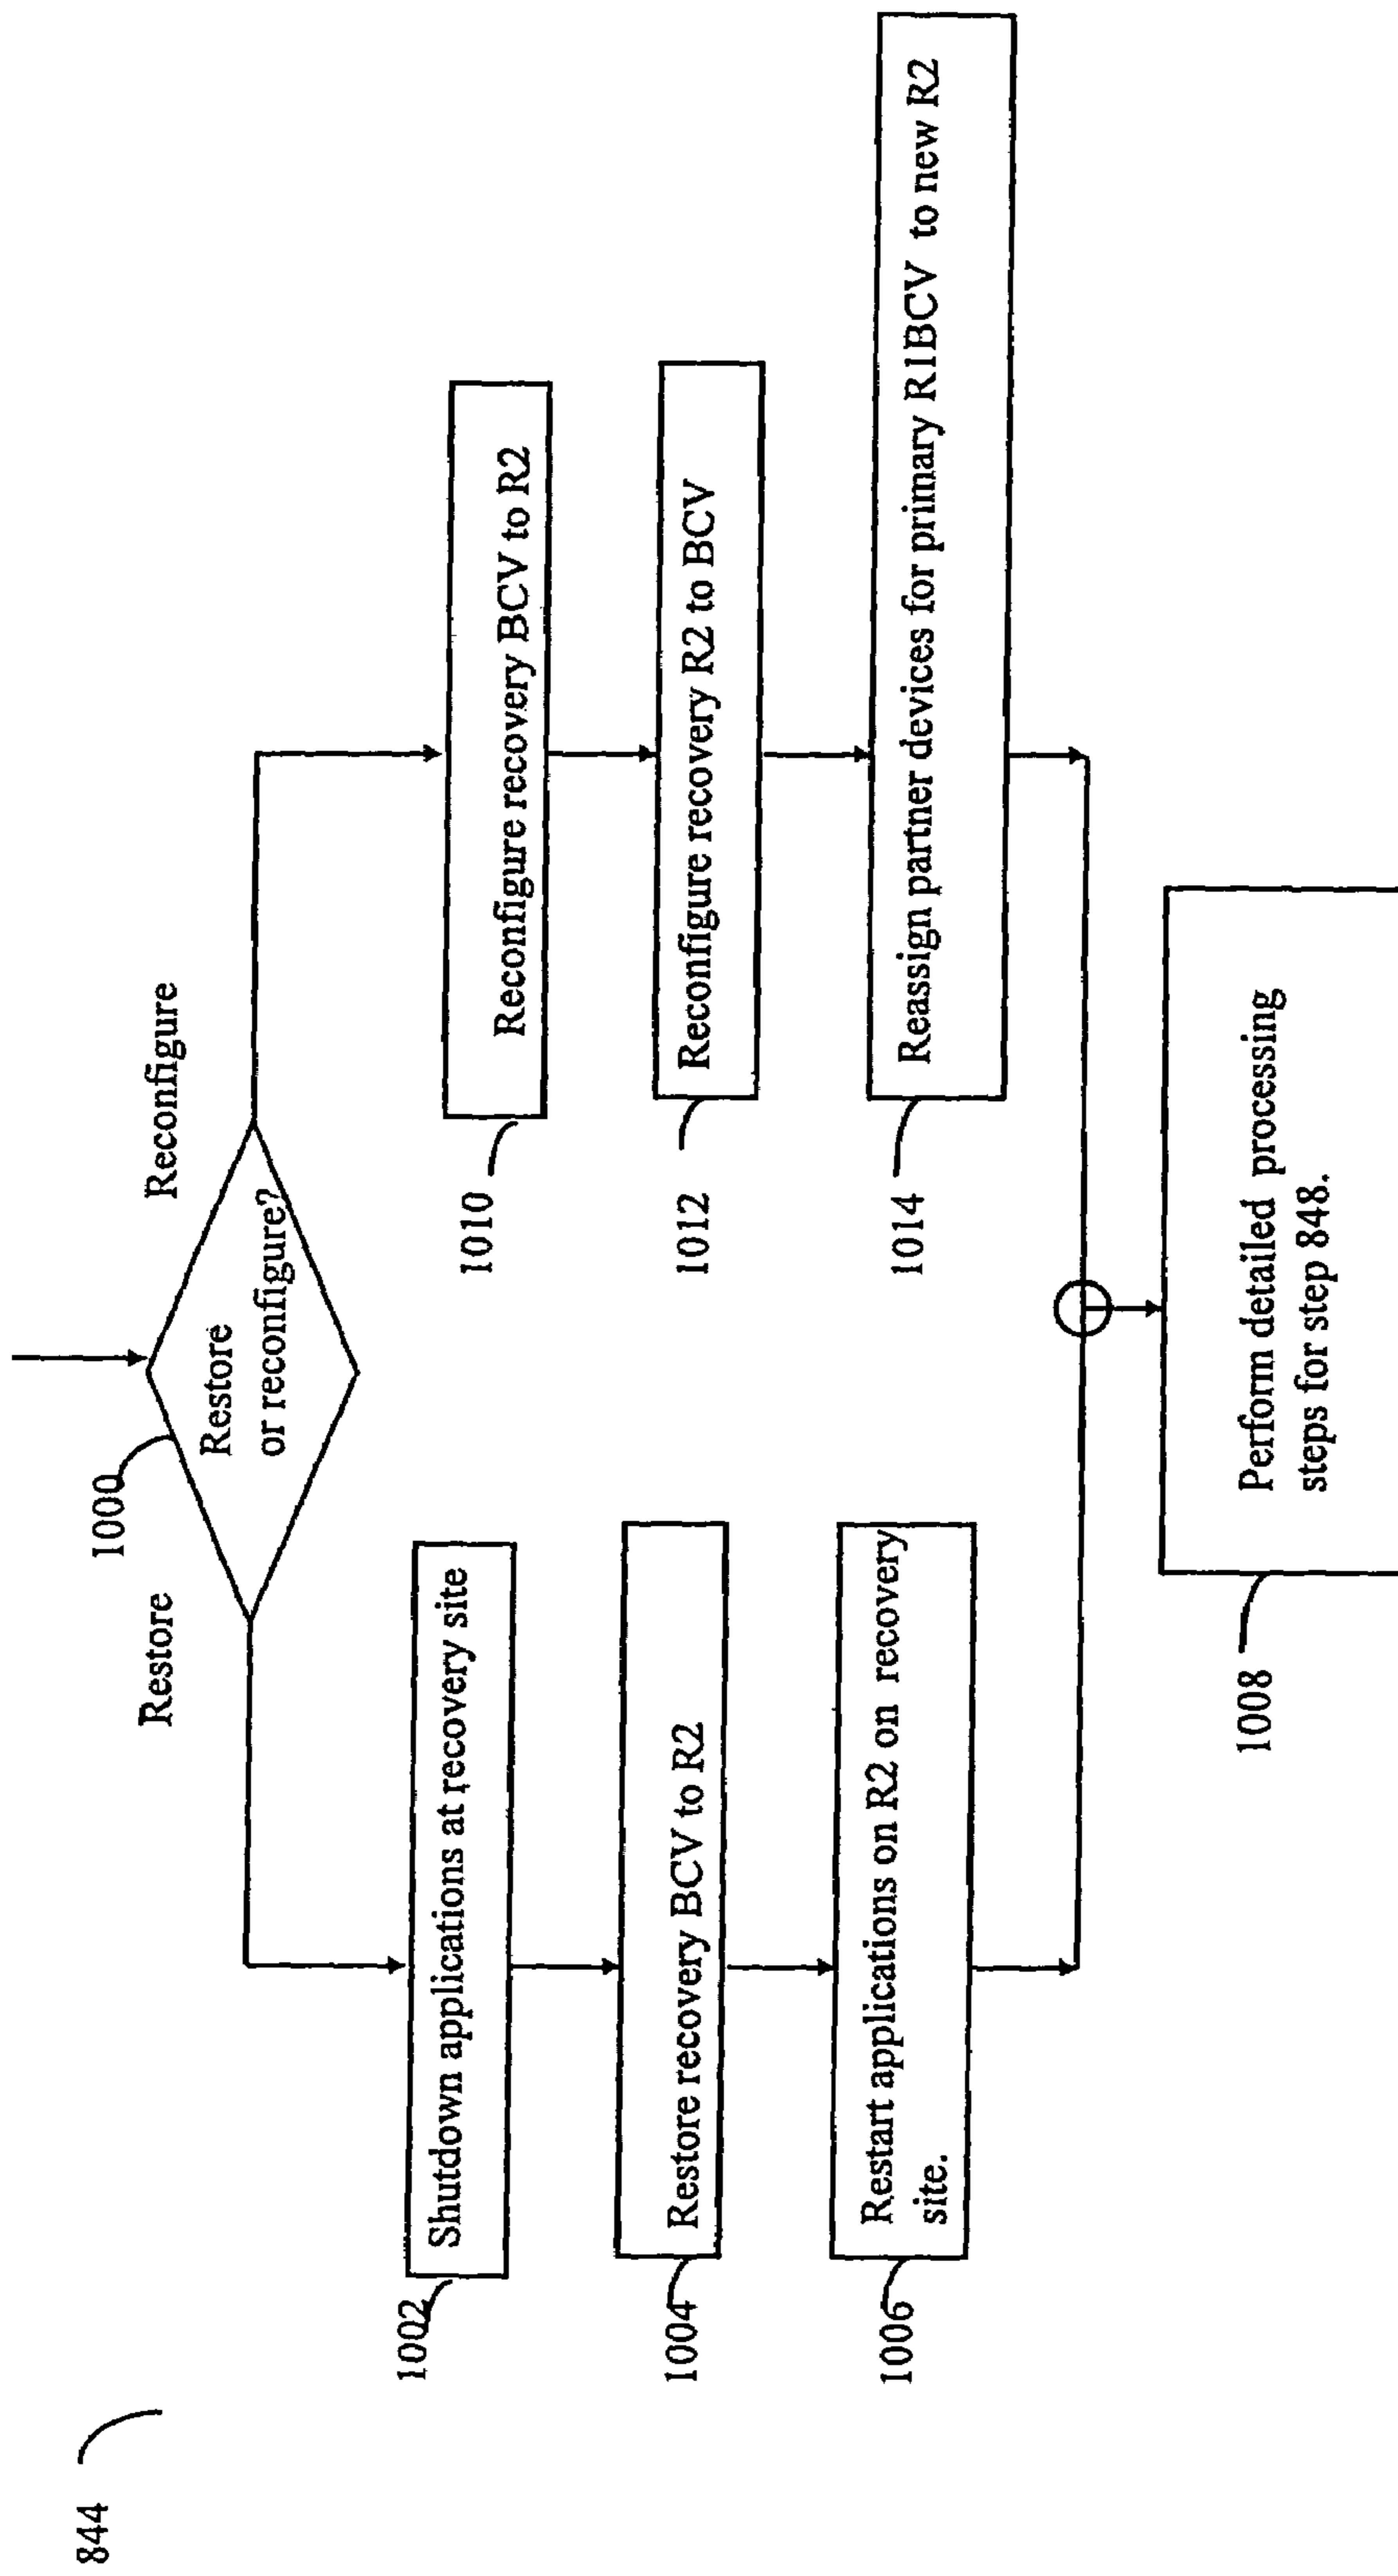 844
1000
Restore
Reconfigure
Restore
or reconfigure?
1002
Shutdown applications at recovery site
1004
Restore recovery BCV to R2
1006
Restart applications on R2 on recovery
site.
1010
Reconfigure recovery BCV to R2
1012
Reconfigure recovery R2 to BCV
1014
Reassign partner devices for primary R1BCV to new R2
1008
Perform detailed processing
steps for step 848.